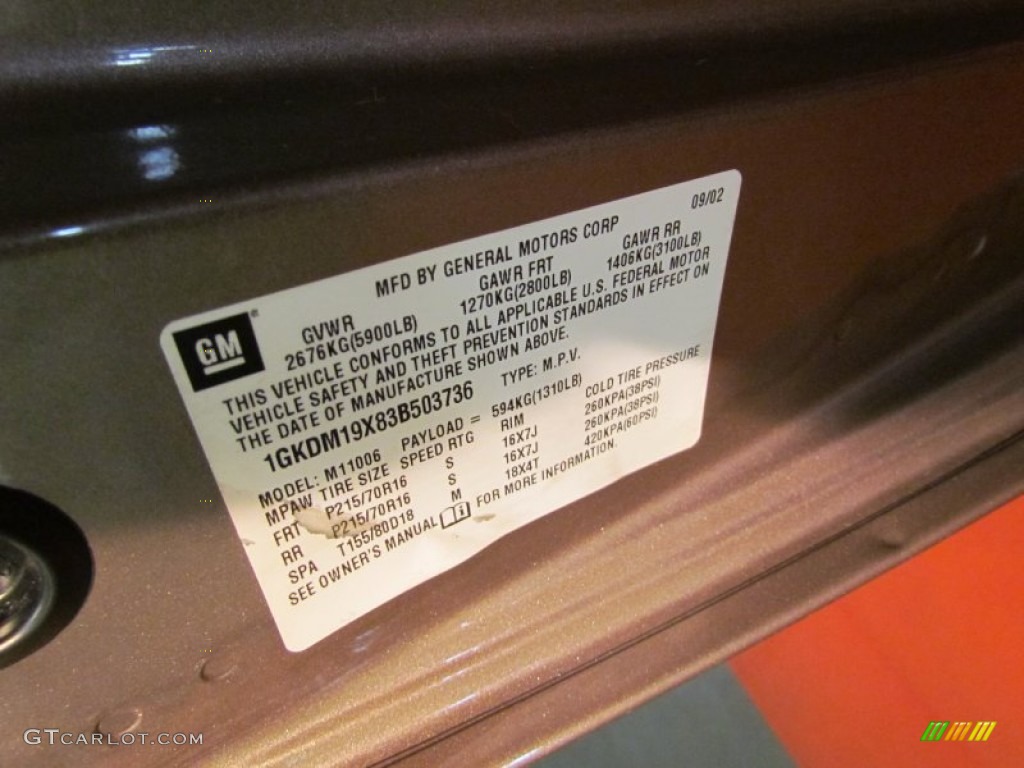 09/02
MFD BY GENERAL MOTORS CORP
GM
GVWR GAWR FRT GAWR RR
2676KG(5900LB) 1270KG(2800LB) 1406KG(3100LB)
THIS VEHICLE CONFORMS TO ALL APPLICABLE U.S. FEDERAL MOTOR
VEHICLE SAFETY AND THEFT PREVENTION STANDARDS IN EFFECT ON
THE DATE OF MANUFACTURE SHOWN ABOVE.
1GKDM19X83B503736 TYPE: M.P.V.
MODEL: M11006 PAYLOAD = 594KG(1310LB)
MPAW TIRE SIZE SPEED RTG RIM COLD TIRE PRESSURE
FRT P215/70R16 S 16X7J 260KPA(38PSI)
RR P215/70R16 S 16X7J 260KPA(38PSI)
SPA T155/80D18 M 18X4T 420KPA(60PSI)
SEE OWNER'S MANUAL FOR MORE INFORMATION.
GTCARLOT.COM